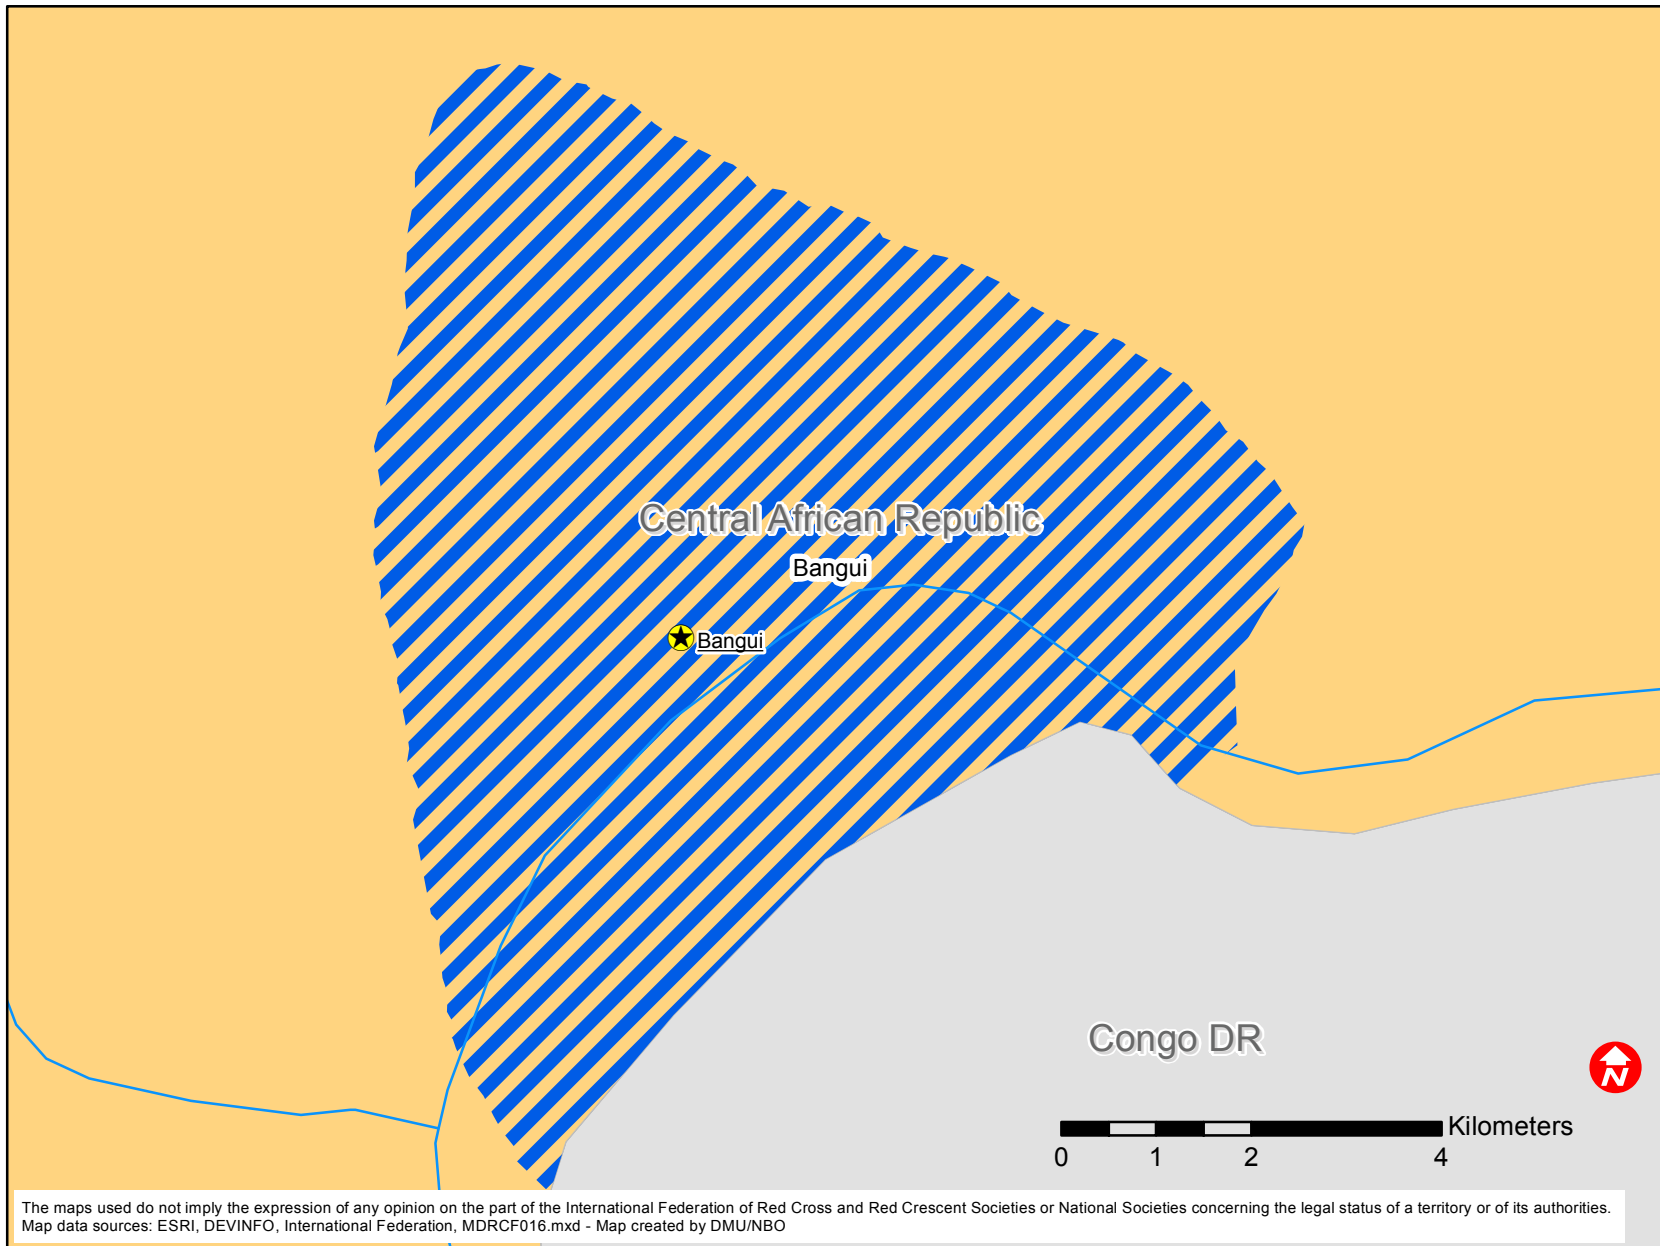 Central African Republic
Bangui
Bangui
Congo DR
N
Kilometers
0 1 2 4
The maps used do not imply the expression of any opinion on the part of the International Federation of Red Cross and Red Crescent Societies or National Societies concerning the legal status of a territory or of its authorities.
Map data sources: ESRI, DEVINFO, International Federation, MDRCF016.mxd - Map created by DMU/NBO